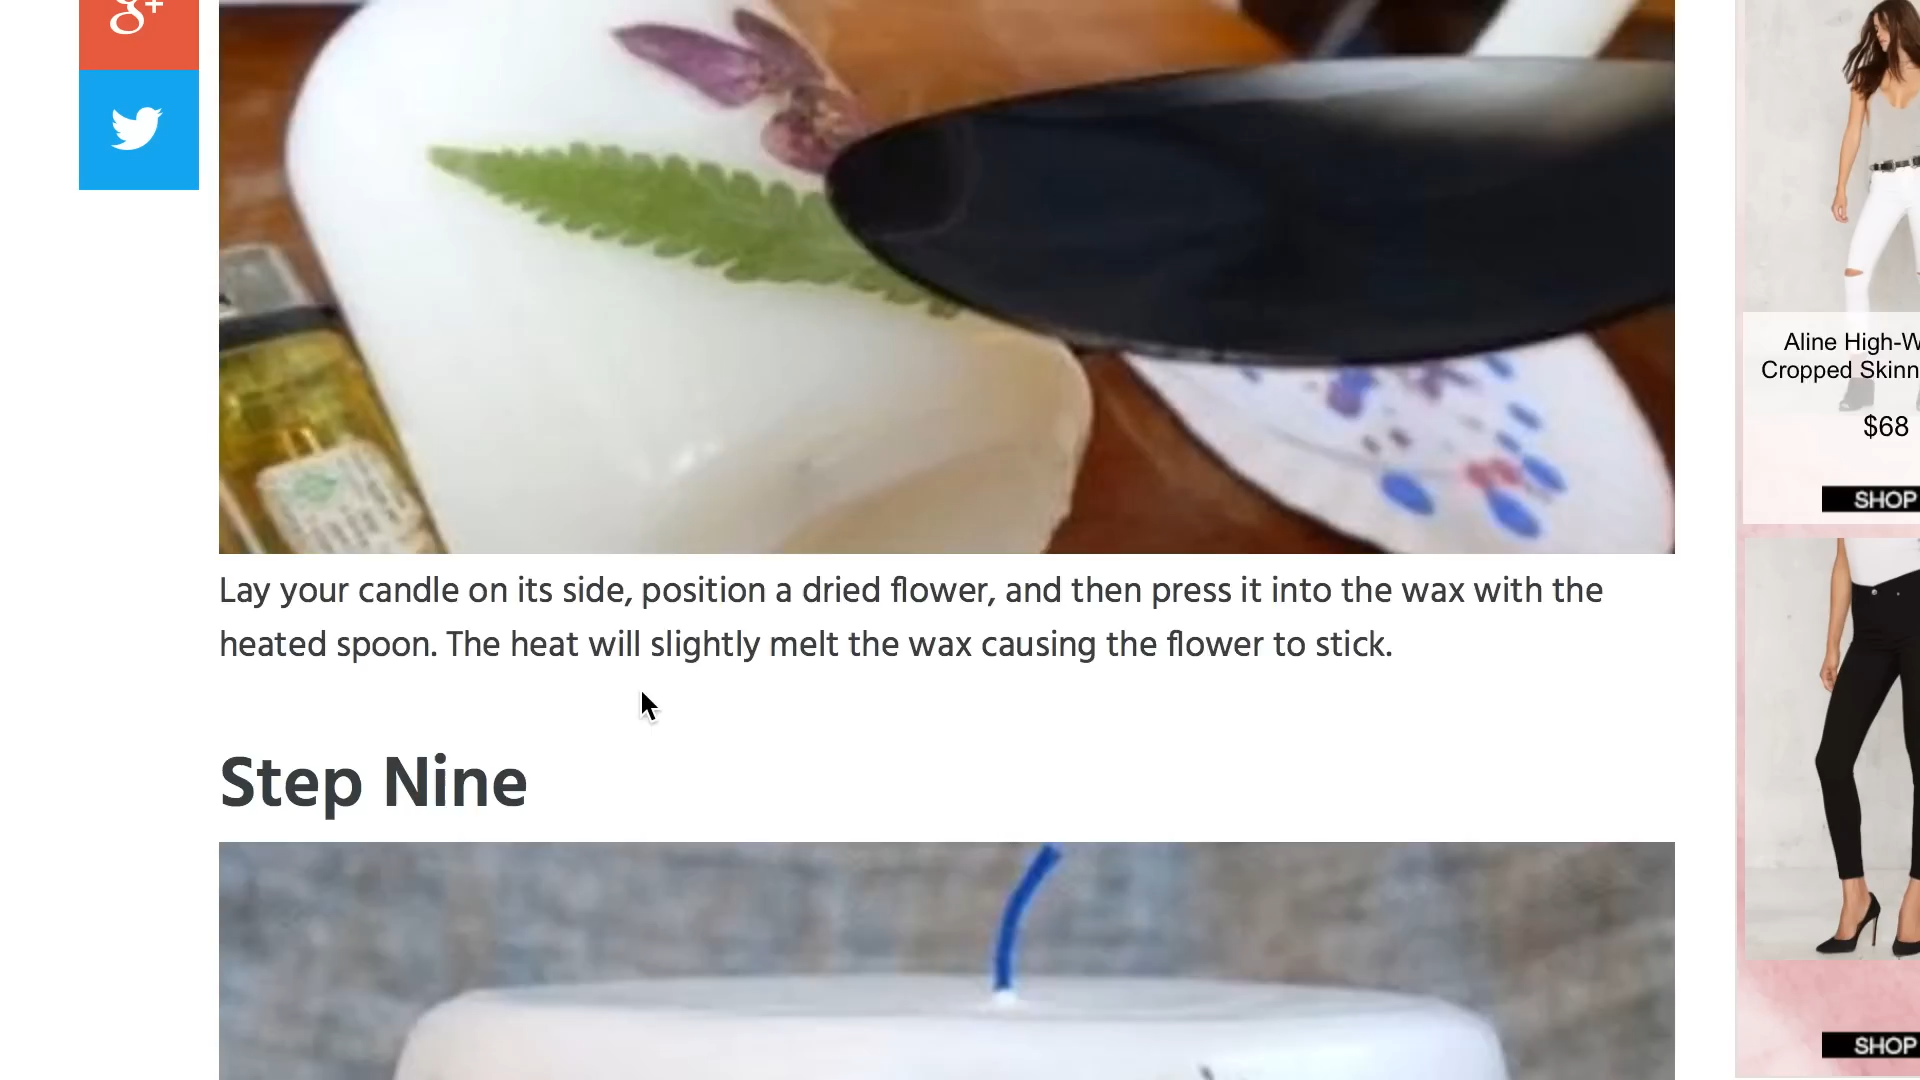 g+
Lay your candle on its side, position a dried flower, and then press it into the wax with the
heated spoon. The heat will slightly melt the wax causing the flower to stick.
Step Nine
Aline High-W
Cropped Skinn
$68
SHOP
SHOP